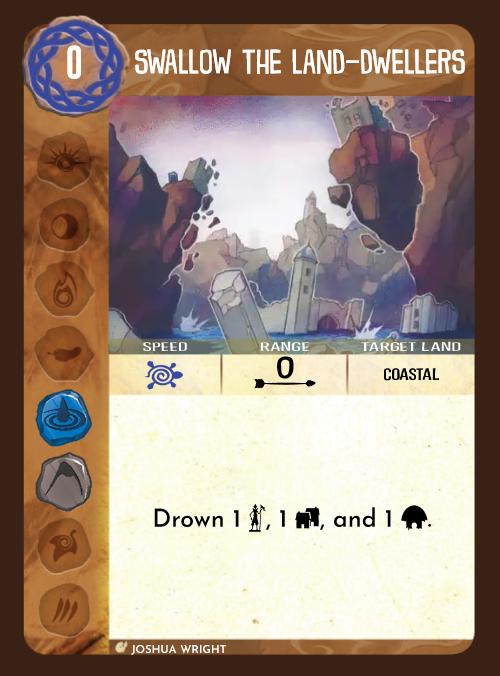 0
SWALLOW THE LAND-DWELLERS
SPEED RANGE TARGET LAND
0 COASTAL
Drown 1 , 1 , and 1 .
JOSHUA WRIGHT